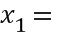 x₁ =